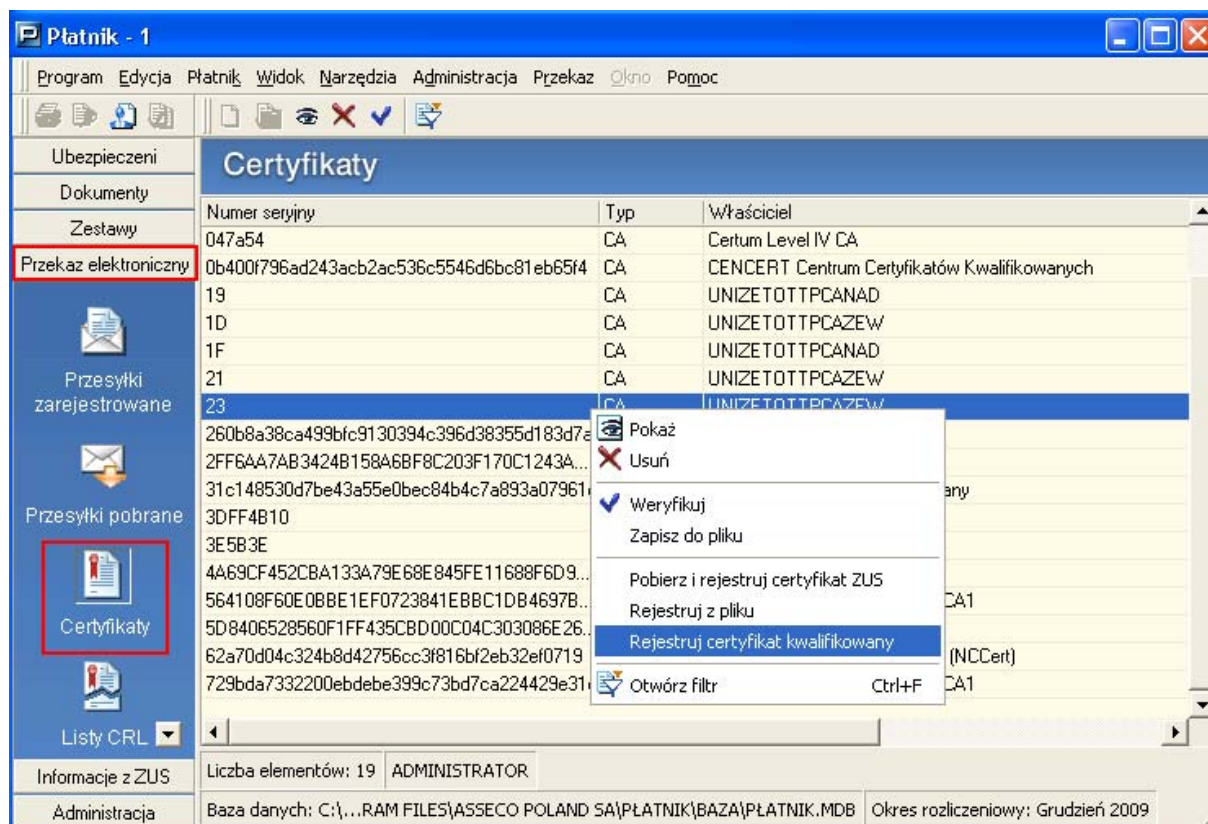 Płatnik - 1
Program Edycja Płatnik Widok Narzędzia Administracja Przekaz Okno Pomoc
Ubezpieczeni
Dokumenty
Zestawy
Przekaz elektroniczny
Przesyłki
zarejestrowane
Przesyłki pobrane
Certyfikaty
Listy CRL
Informacje z ZUS
Administracja
Certyfikaty
Numer seryjny Typ Właściciel
047a54 CA Certum Level IV CA
0b400f796ad243acb2ac536c5546d6bc81eb65f4 CA CENCERT Centrum Certyfikatów Kwalifikowanych
19 CA UNIZETOTTPCANAD
1D CA UNIZETOTTPCAZEW
1F CA UNIZETOTTPCANAD
21 CA UNIZETOTTPCAZEW
23 CA UNIZETOTTPCAZEW
260b8a38ca499bfc9130394c396d38355d183d7a
2FF6AA7AB3424B158A6BF8C203F170C1243A...
31c148530d7be43a55e0bec84b4c7a893a07961 any
3DFF4B10
3E5B3E
4A69CF452CBA133A79E68E845FE11688F6D9...
564108F60E0BBE1EF0723841EBBC1DB4697B... CA1
5D8406528560F1FF435CBD00C04C303086E26...
62a70d04c324b8d42756cc3f816bf2eb32ef0719 (NCCert)
729bda7332200ebdebe399c73bd7ca224429e31 CA1
Pokaż
Usuń
Weryfikuj
Zapisz do pliku
Pobierz i rejestruj certyfikat ZUS
Rejestruj z pliku
Rejestruj certyfikat kwalifikowany
Otwórz filtr Ctrl+F
Liczba elementów: 19 ADMINISTRATOR
Baza danych: C:\...RAM FILES\ASSECO POLAND SA\PŁATNIK\BAZA\PŁATNIK.MDB Okres rozliczeniowy: Grudzień 2009